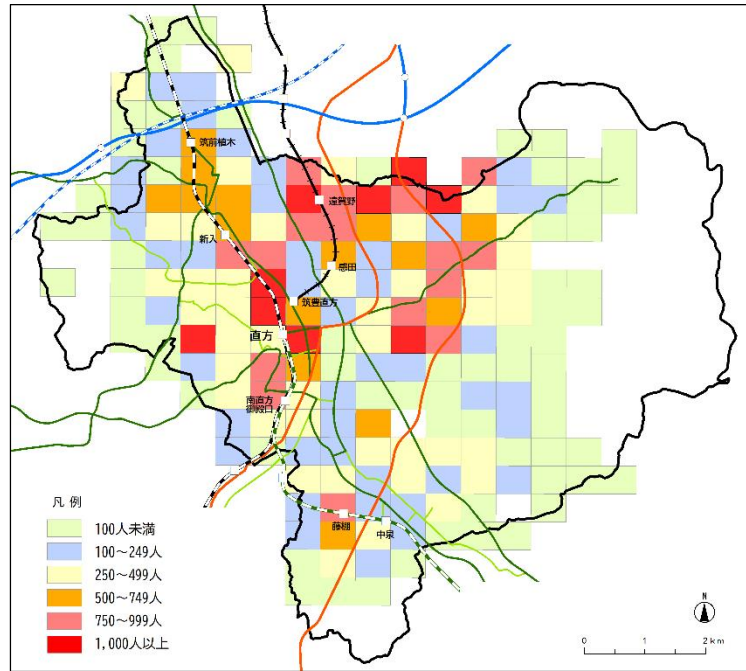 筑前植木
遠賀野
新入
感田
筑豊直方
直方
南直方
御殿口
藤棚
中泉
凡例
100人未満
100～249人
250～499人
500～749人
750～999人
1,000人以上
N
0 1 2km